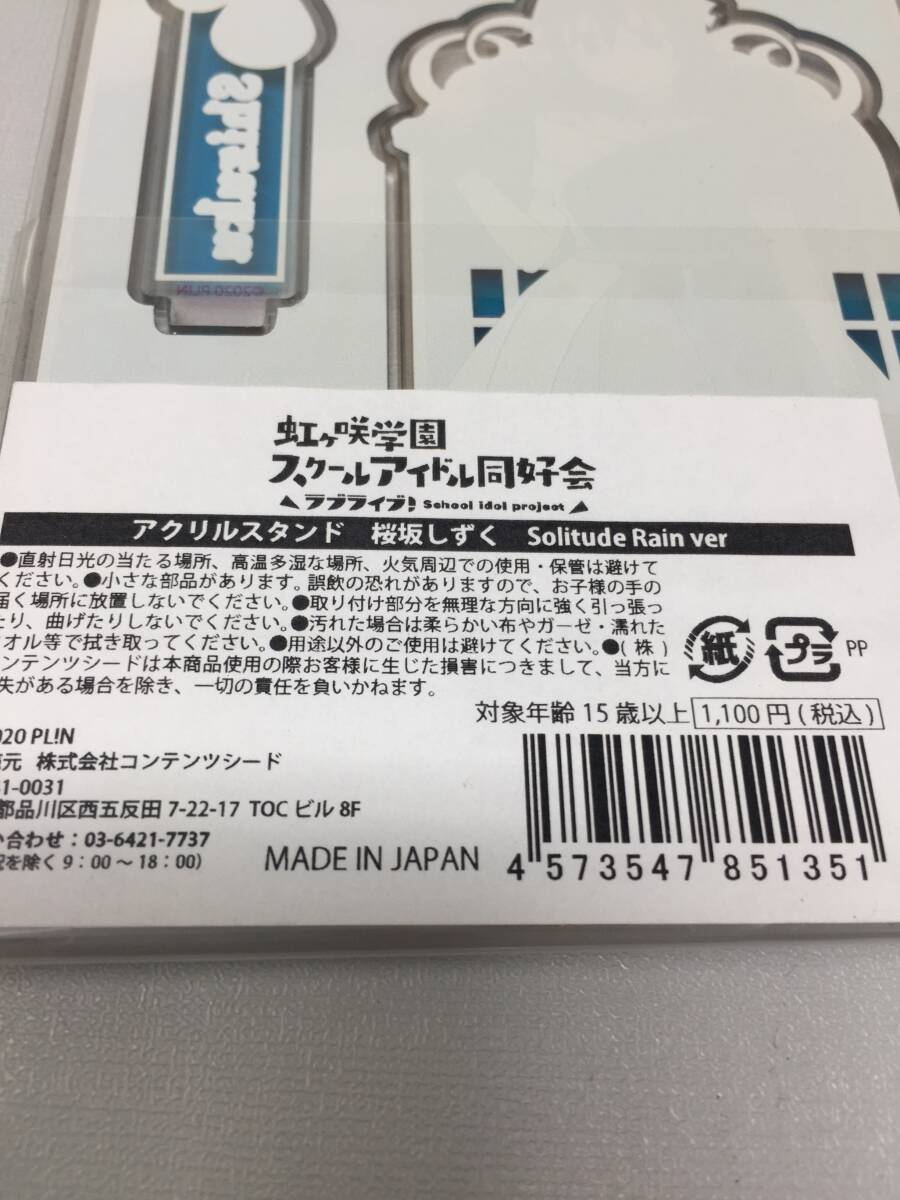 ©2020 PL!N
虹ヶ咲学園
スクールアイドル同好会
ラブライブ! School idol project
アクリルスタンド 桜坂しずく Solitude Rain ver
●直射日光の当たる場所、高温多湿な場所、火気周辺での使用・保管は避けて
ください。●小さな部品があります。誤飲の恐れがありますので、お子様の手の
届く場所に放置しないでください。●取り付け部分を無理な方向に強く引っ張っ
たり、曲げたりしないでください。●汚れた場合は柔らかい布やガーゼ・濡れた
タオル等で拭き取ってください。●用途以外のご使用は避けてください。●(株)
コンテンツシードは本商品使用の際お客様に生じた損害につきまして、当方に
失がある場合を除き、一切の責任を負いかねます。
紙 プラ PP
対象年齢15歳以上 1,100円(税込)
020 PL!N
元 株式会社コンテンツシード
1-0031
都品川区西五反田 7-22-17 TOCビル 8F
い合わせ：03-6421-7737
祝を除く 9：00～18：00)
MADE IN JAPAN
4 573547 851351